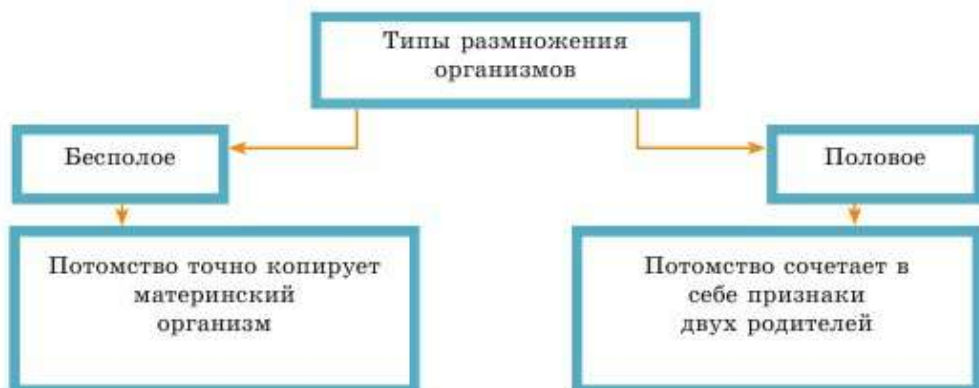 Типы размножения
организмов
Бесполое
Половое
Потомство точно копирует
материнский
организм
Потомство сочетает в
себе признаки
двух родителей